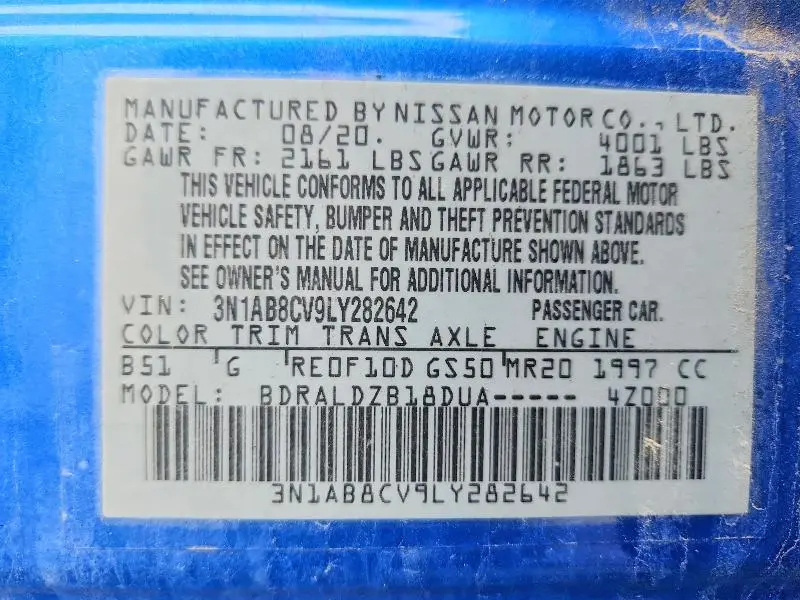 MANUFACTURED BY NISSAN MOTOR CO., LTD.
DATE: 08/20. GVWR: 4001 LBS
GAWR FR: 2161 LBS GAWR RR: 1863 LBS
THIS VEHICLE CONFORMS TO ALL APPLICABLE FEDERAL MOTOR
VEHICLE SAFETY, BUMPER AND THEFT PREVENTION STANDARDS
IN EFFECT ON THE DATE OF MANUFACTURE SHOWN ABOVE.
SEE OWNER'S MANUAL FOR ADDITIONAL INFORMATION.
VIN: 3N1AB8CV9LY282642 PASSENGER CAR.
COLOR TRIM TRANS AXLE ENGINE
B51 G RE0F10D GS50 MR20 1997 CC
MODEL: BDRALDZB18DUA----- 4Z000
3N1AB8CV9LY282642